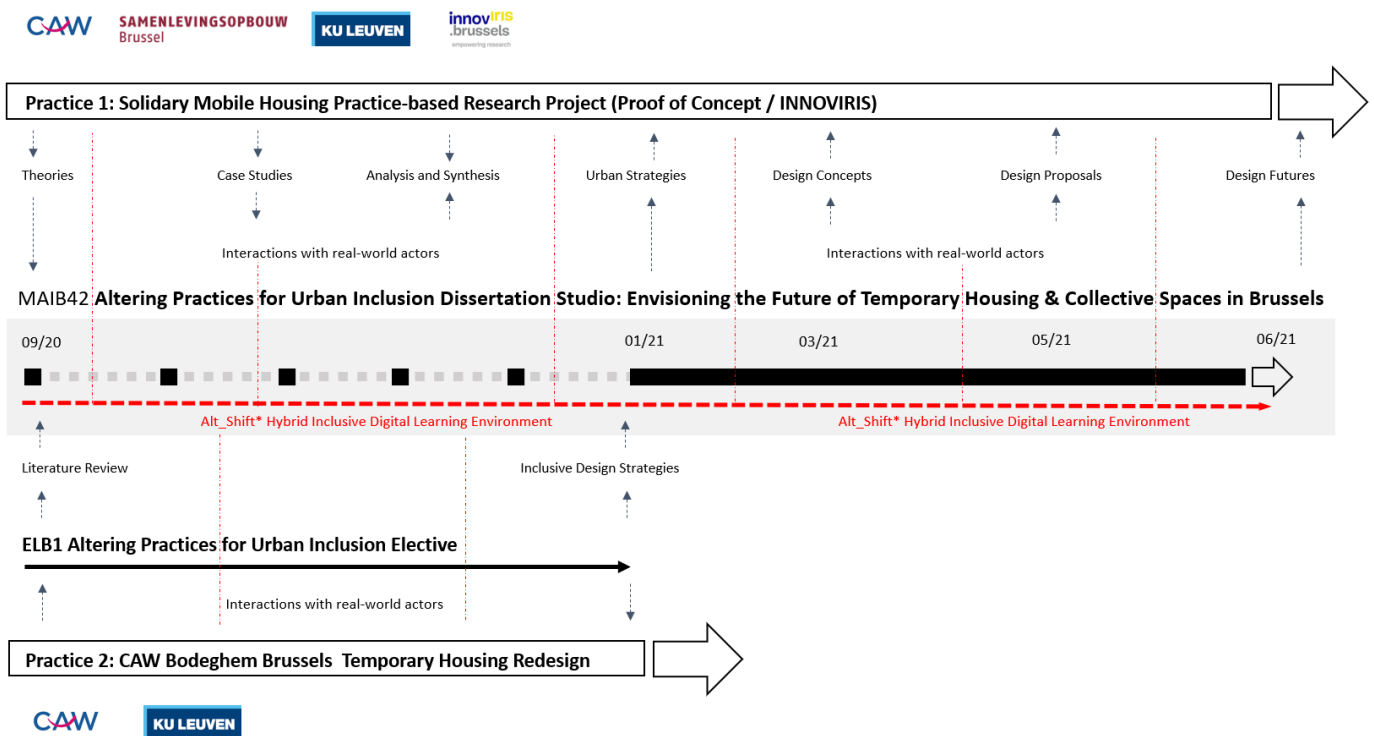 CAW
SAMENLEVINGSOPBOUW
Brussel
KU LEUVEN
innoviris
.brussels
empowering research
Practice 1: Solidary Mobile Housing Practice-based Research Project (Proof of Concept / INNOVIRIS)
Theories
Case Studies
Analysis and Synthesis
Urban Strategies
Design Concepts
Design Proposals
Design Futures
Interactions with real-world actors
Interactions with real-world actors
MAIB42 Altering Practices for Urban Inclusion Dissertation Studio: Envisioning the Future of Temporary Housing & Collective Spaces in Brussels
09/20
01/21
03/21
05/21
06/21
Alt_Shift* Hybrid Inclusive Digital Learning Environment
Alt_Shift* Hybrid Inclusive Digital Learning Environment
Literature Review
Inclusive Design Strategies
ELB1 Altering Practices for Urban Inclusion Elective
Interactions with real-world actors
Practice 2: CAW Bodeghem Brussels Temporary Housing Redesign
CAW
KU LEUVEN